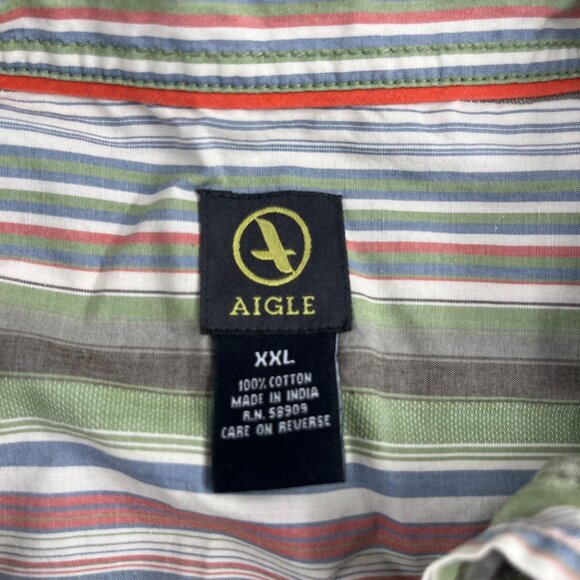 AIGLE
XXL
100% COTTON
MADE IN INDIA
R.N. 58909
CARE ON REVERSE